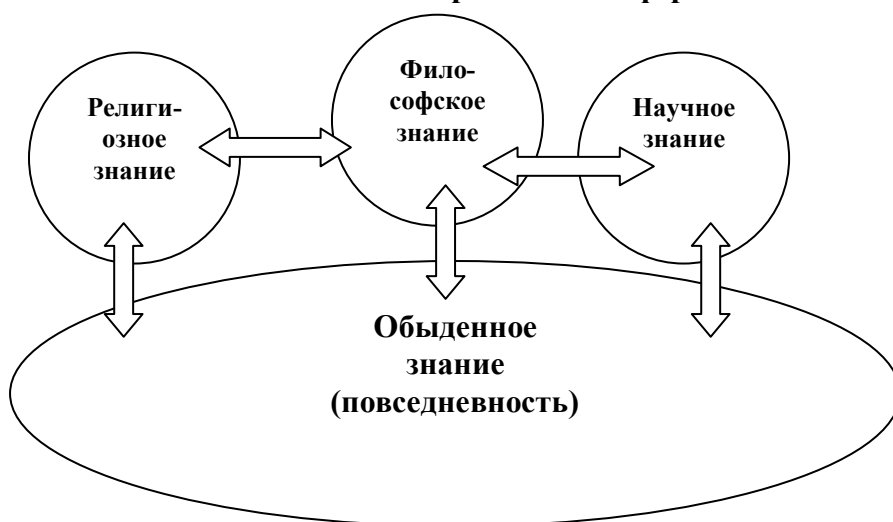 Религи-
озное
знание
Фило-
софское
знание
Научное
знание
Обыденное
знание
(повседневность)